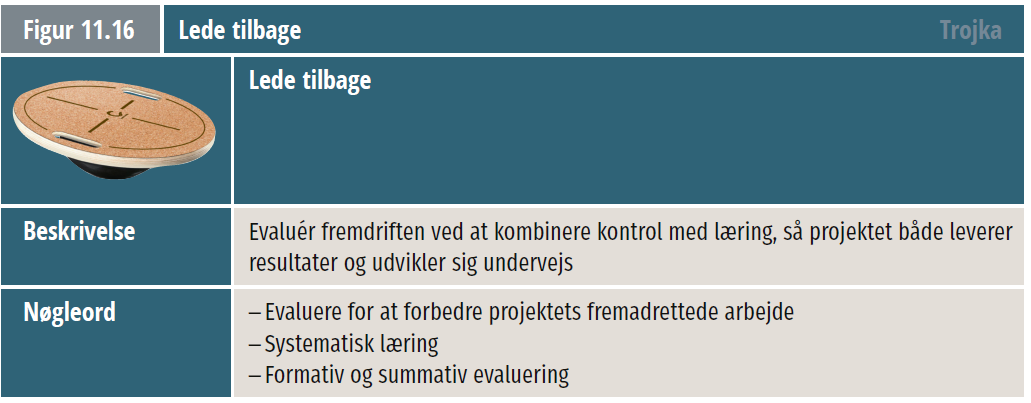 Figur 11.16
Lede tilbage
Trojka
Lede tilbage
Beskrivelse
Evaluér fremdriften ved at kombinere kontrol med læring, så projektet både leverer
resultater og udvikler sig undervejs
Nøgleord
– Evaluere for at forbedre projektets fremadrettede arbejde
– Systematisk læring
– Formativ og summativ evaluering